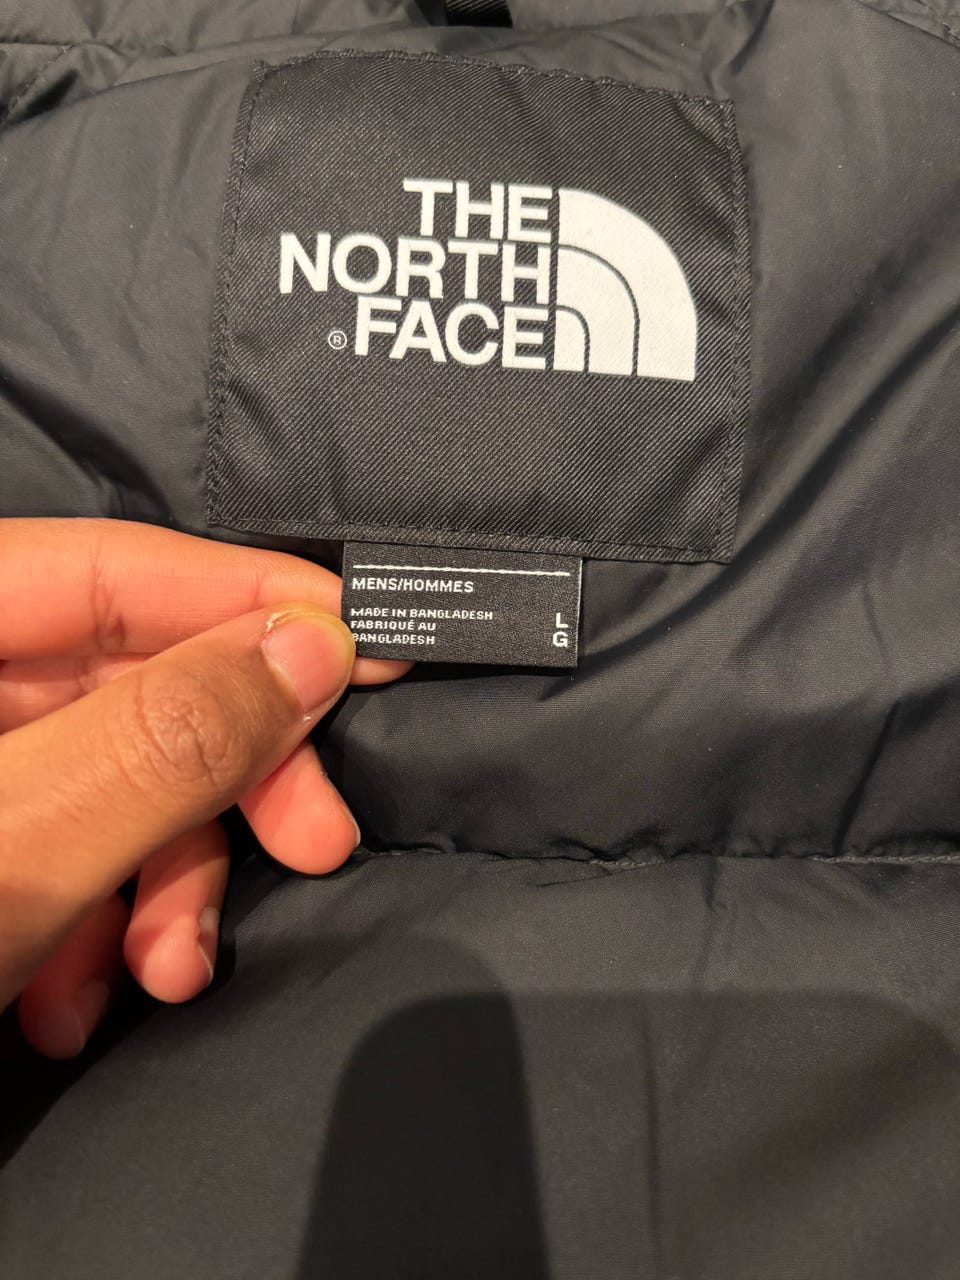 THE
NORTH
® FACE
MENS/HOMMES
MADE IN BANGLADESH
FABRIQUÉ AU
BANGLADESH
L
G